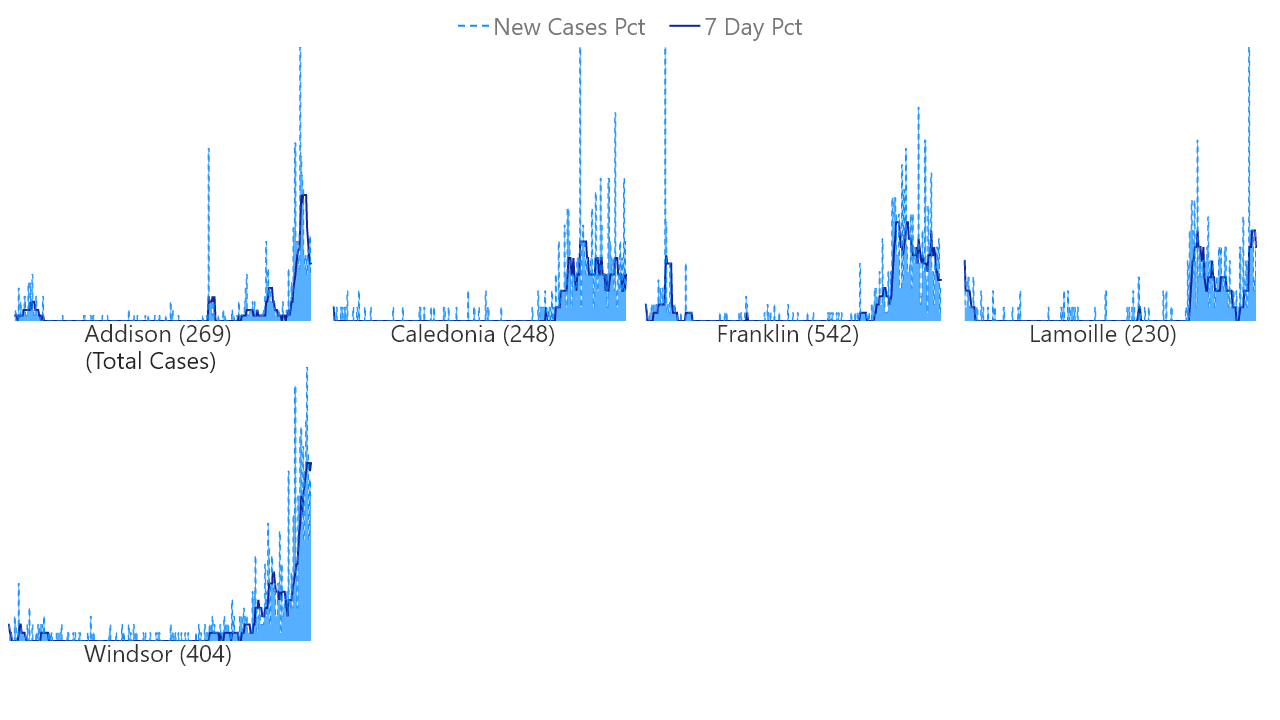 New Cases Pct 7 Day Pct
Addison (269)
(Total Cases)
Caledonia (248)
Franklin (542)
Lamoille (230)
Windsor (404)